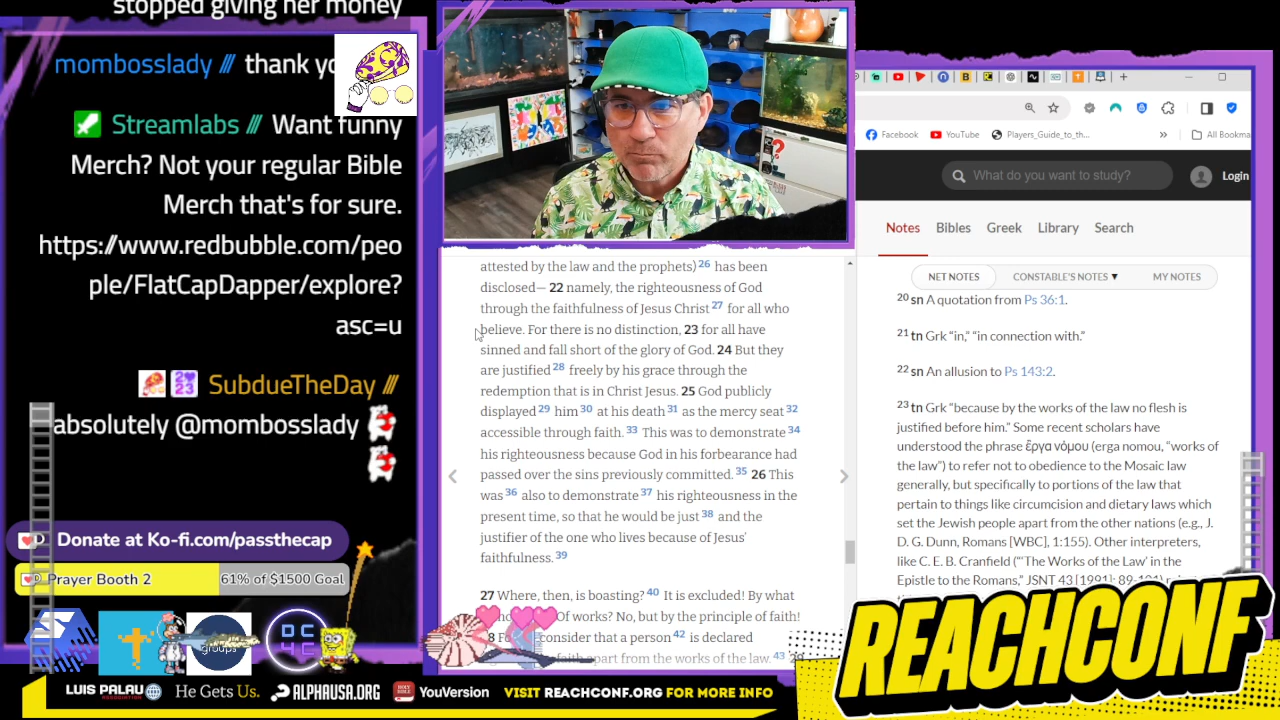 stopped giving her money
mombosslady /// thank yo
Streamlabs /// Want funny
Merch? Not your regular Bible
Merch that's for sure.
https://www.redbubble.com/peo
ple/FlatCapDapper/explore?
asc=u
SubdueTheDay ///
absolutely @mombosslady
Donate at Ko-fi.com/passthecap
Prayer Booth 2 61% of $1500 Goal
groups
attested by the law and the prophets) 26 has been
disclosed— 22 namely, the righteousness of God
through the faithfulness of Jesus Christ 27 for all who
believe. For there is no distinction, 23 for all have
sinned and fall short of the glory of God. 24 But they
are justified 28 freely by his grace through the
redemption that is in Christ Jesus. 25 God publicly
displayed 29 him 30 at his death 31 as the mercy seat 32
accessible through faith. 33 This was to demonstrate 34
his righteousness because God in his forbearance had
passed over the sins previously committed. 35 26 This
was 36 also to demonstrate 37 his righteousness in the
present time, so that he would be just 38 and the
justifier of the one who lives because of Jesus'
faithfulness. 39
27 Where, then, is boasting? 40 It is excluded! By what
Of works? No, but by the principle of faith!
consider that a person 42 is declared
faith apart from the works of the law. 43
Facebook YouTube Players_Guide_to_th... » All Bookma
What do you want to study? Login
Notes Bibles Greek Library Search
NET NOTES CONSTABLE'S NOTES ▼ MY NOTES
20 sn A quotation from Ps 36:1.
21 tn Grk “in,” “in connection with.”
22 sn An allusion to Ps 143:2.
23 tn Grk “because by the works of the law no flesh is
justified before him.” Some recent scholars have
understood the phrase ἔργα νόμου (erga nomou, “works of
the law”) to refer not to obedience to the Mosaic law
generally, but specifically to portions of the law that
pertain to things like circumcision and dietary laws which
set the Jewish people apart from the other nations (e.g., J.
D. G. Dunn, Romans [WBC], 1:155). Other interpreters,
like C. E. B. Cranfield (“‘The Works of the Law’ in the
Epistle to the Romans,” JSNT 43 [1991]: 89-101)
REACHCONF
LUIS PALAU He Gets Us. ALPHAUSA.ORG YouVersion VISIT REACHCONF.ORG FOR MORE INFO